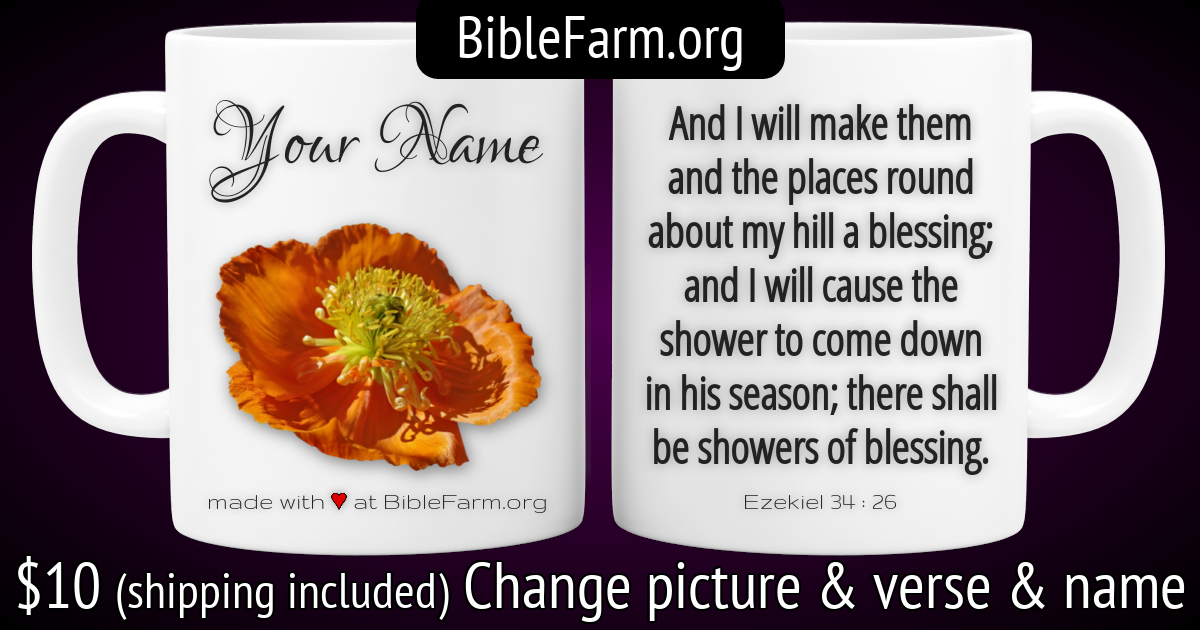 BibleFarm.org
Your Name
made with ♥ at BibleFarm.org
And I will make them
and the places round
about my hill a blessing;
and I will cause the
shower to come down
in his season; there shall
be showers of blessing.
Ezekiel 34 : 26
$10 (shipping included) Change picture & verse & name